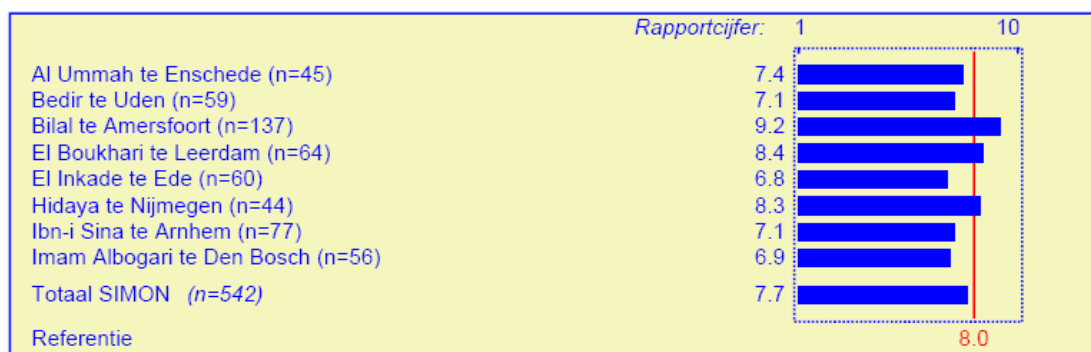 Rapportcijfer: 1 10
Al Ummah te Enschede (n=45) 7.4
Bedir te Uden (n=59) 7.1
Bilal te Amersfoort (n=137) 9.2
El Boukhari te Leerdam (n=64) 8.4
El Inkade te Ede (n=60) 6.8
Hidaya te Nijmegen (n=44) 8.3
Ibn-i Sina te Arnhem (n=77) 7.1
Imam Albogari te Den Bosch (n=56) 6.9
Totaal SIMON (n=542) 7.7
Referentie 8.0